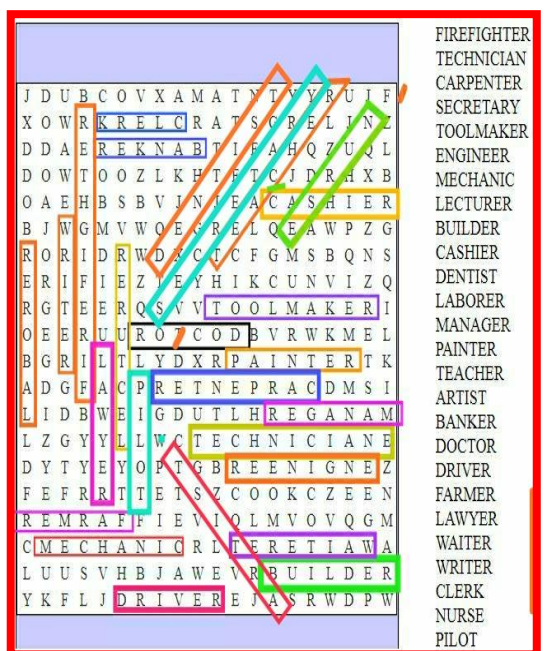 J D U B C O V X A M A T N T Y Y R U I F
X O W R K R E L C R A T S G R E L I N Z
D D A E R E K N A B T I F A H Q Z U Q L
D O W T O O Z L K H T F T C J D R H X B
O A E H B S B V J N I E A C A S H I E R
B J W G M V W Q E G R E L Q E A W P Z G
R O R I D R W D K C T C F G M S B Q N S
E R I F I E Z I E Y H I K C U N V I Z Q
R G T E E R Q S V V T O O L M A K E R I
O E E R U U R O T C O D B V R W K M E L
B G R I L T L Y D X R P A I N T E R T K
A D G F A C P R E T N E P R A C D M S I
L I D B W E I G D U T L H R E G A N A M
L Z G Y Y L L W C T E C H N I C I A N E
D Y T Y E Y O P T G B R E E N I G N E Z
F E F R R I T E T S Z C O O K C Z E E N
R E M R A F F I E V I Q L M V O V Q G M
C M E C H A N I C R L I E R E T I A W A
L U U S V H B J A W E V R B U I L D E R
Y K F L J D R I V E R E J A S R W D P W
FIREFIGHTER
TECHNICIAN
CARPENTER
SECRETARY
TOOLMAKER
ENGINEER
MECHANIC
LECTURER
BUILDER
CASHIER
DENTIST
LABORER
MANAGER
PAINTER
TEACHER
ARTIST
BANKER
DOCTOR
DRIVER
FARMER
LAWYER
WAITER
WRITER
CLERK
NURSE
PILOT